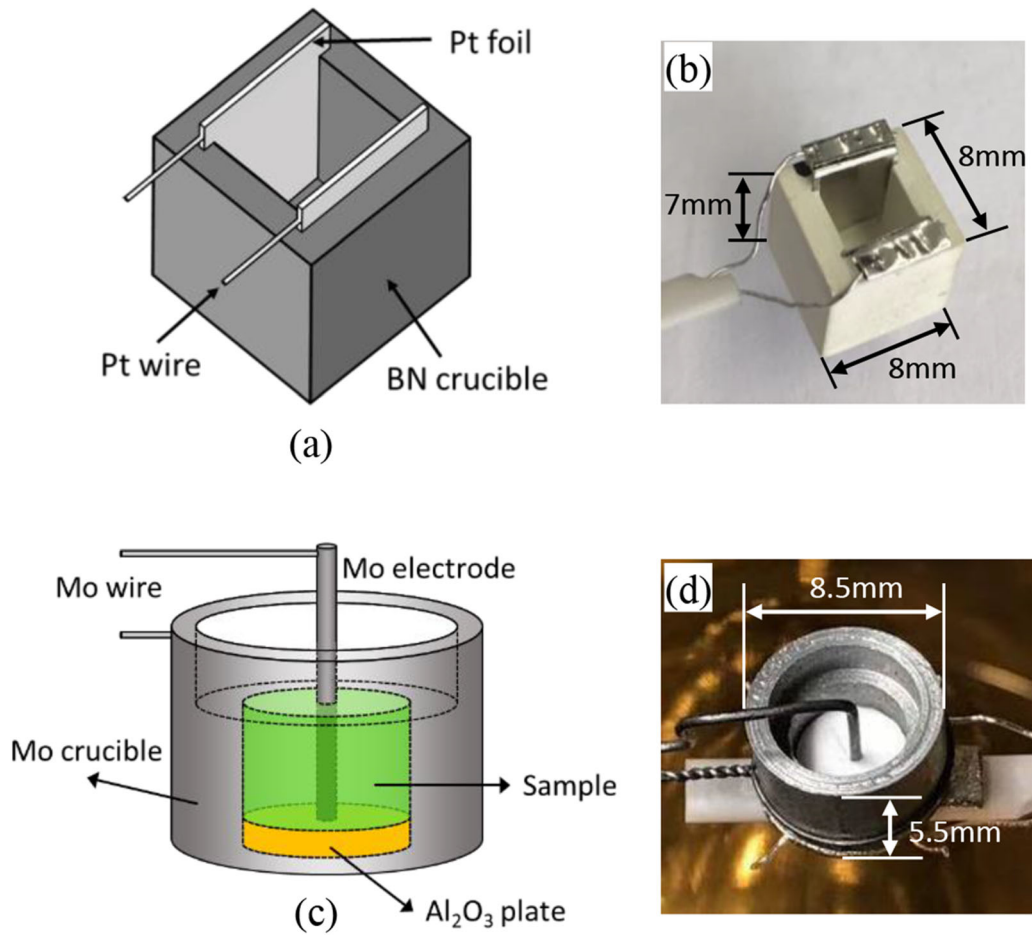 Pt foil
(b)
8mm
7mm
Pt wire
BN crucible
8mm
(a)
Mo wire
Mo electrode
(d)
8.5mm
Mo crucible
Sample
5.5mm
Al₂O₃ plate
(c)